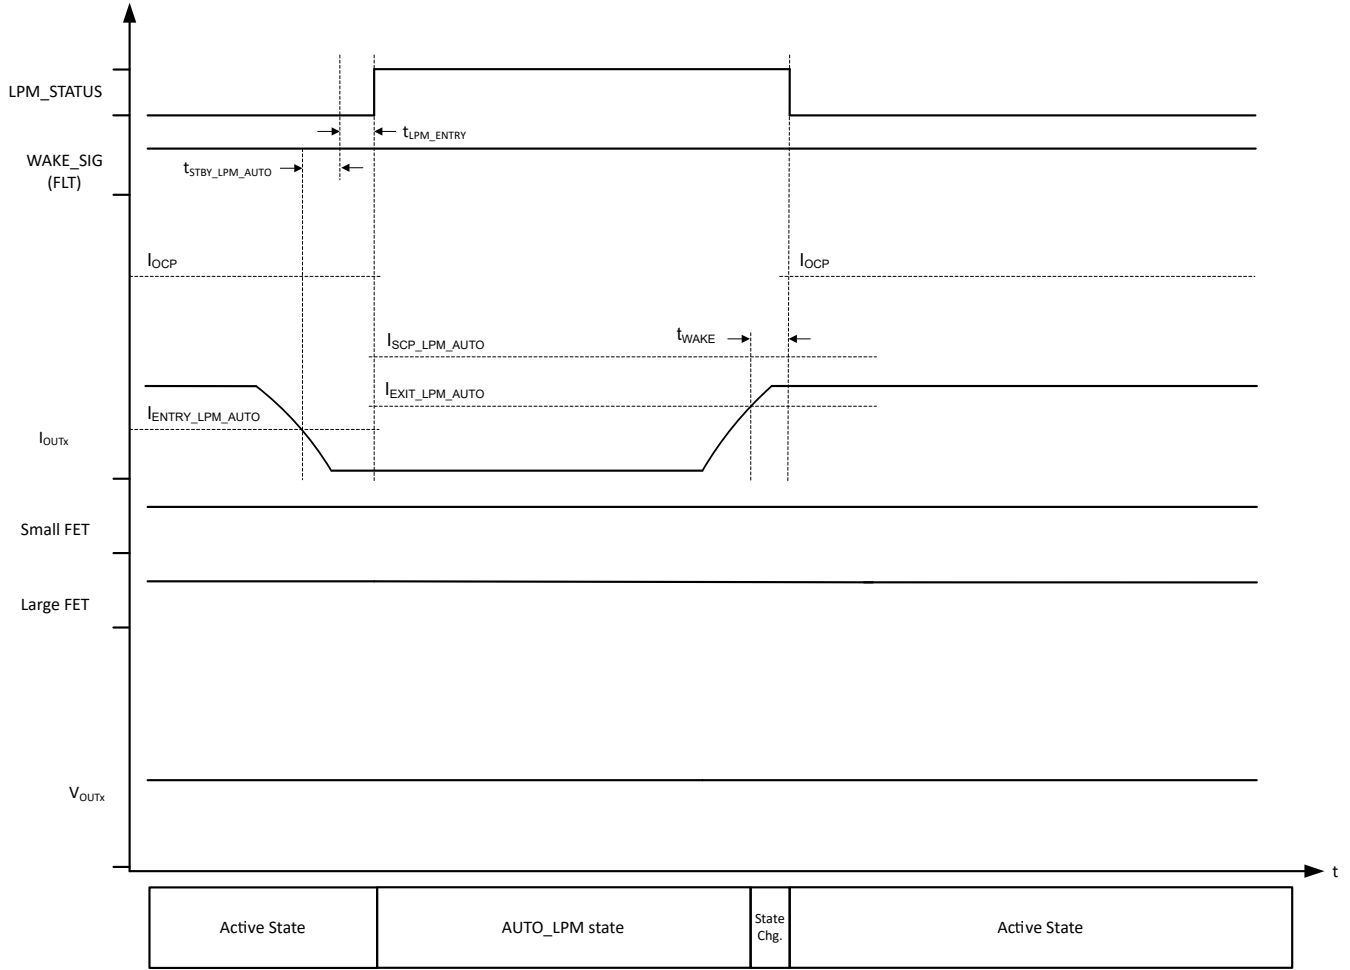 LPM_STATUS
tLPM_ENTRY
WAKE_SIG
(FLT)
tSTBY_LPM_AUTO
IOCP
IOCP
ISCP_LPM_AUTO
tWAKE
IEXIT_LPM_AUTO
IENTRY_LPM_AUTO
IOUTx
Small FET
Large FET
VOUTx
t
Active State
AUTO_LPM state
State
Chg.
Active State